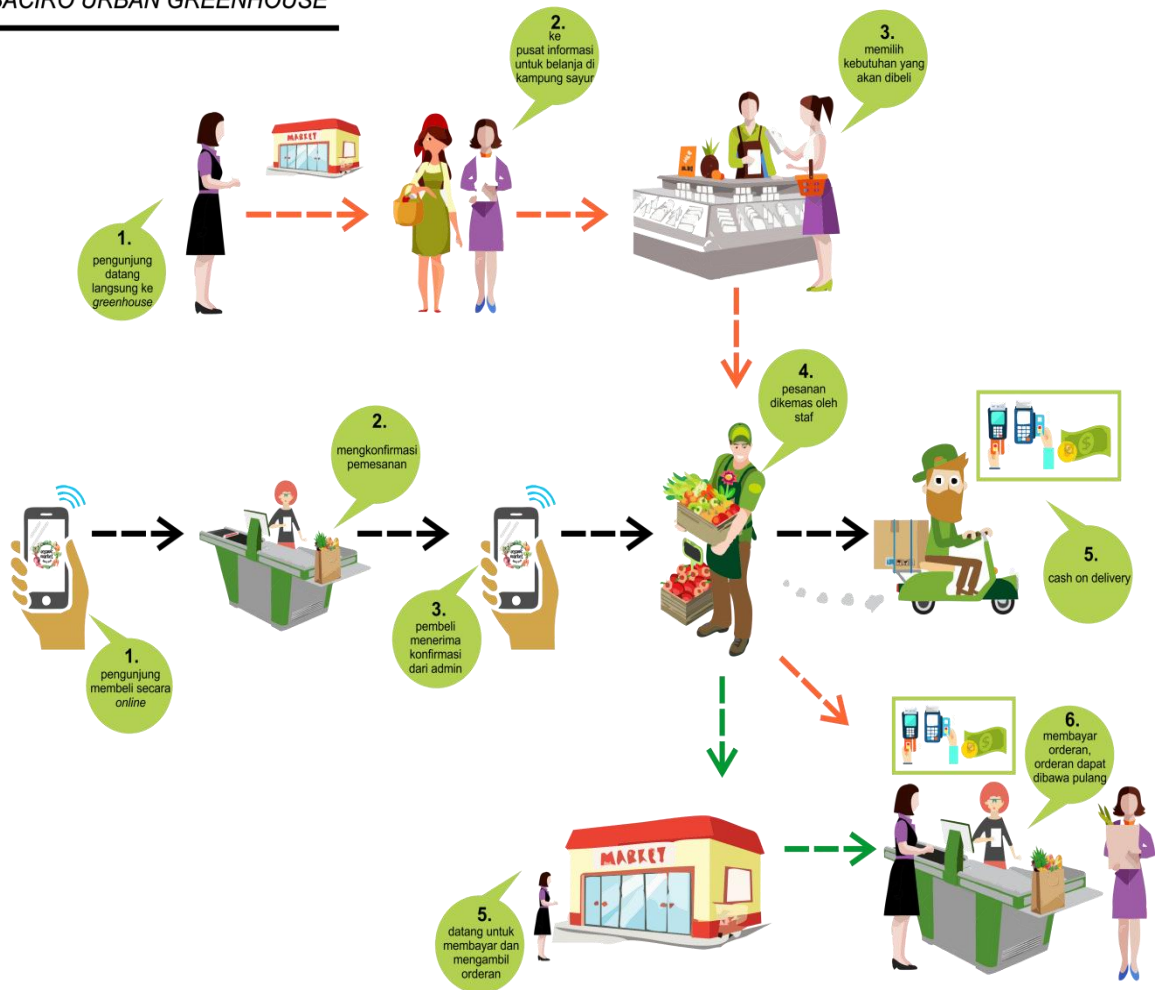 BACIRO URBAN GREENHOUSE
2.
ke
pusat informasi
untuk belanja di
kampung sayur
3.
memilih
kebutuhan yang
akan dibeli
MARKET
1.
pengunjung
datang
langsung ke
greenhouse
4.
pesanan
dikemas oleh
staf
2.
mengkonfirmasi
pemesanan
5.
cash on delivery
3.
pembeli
menerima
konfirmasi
dari admin
1.
pengunjung
membeli secara
online
6.
membayar
orderan,
orderan dapat
dibawa pulang
MARKET
5.
datang untuk
membayar dan
mengambil
orderan